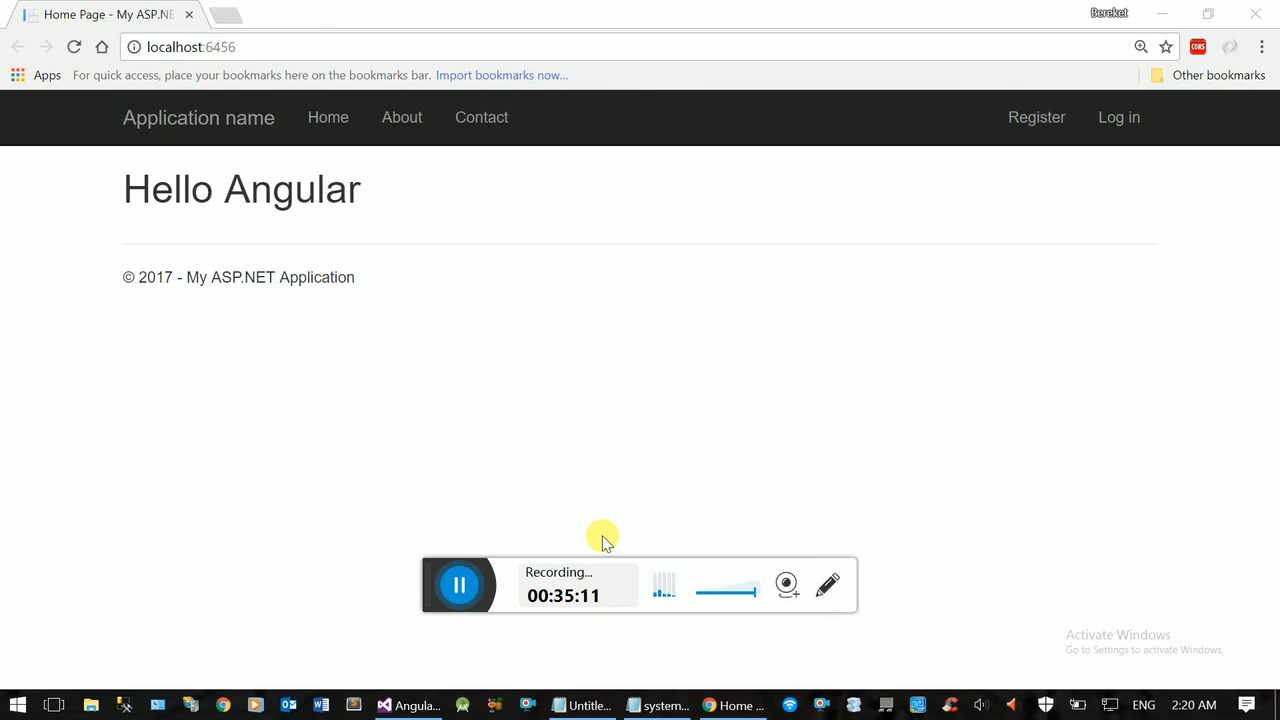 Home Page - My ASP.NE
Bereket
localhost:6456
CORS
Apps
For quick access, place your bookmarks here on the bookmarks bar. Import bookmarks now...
Other bookmarks
Application name
Home
About
Contact
Register
Log in
Hello Angular
© 2017 - My ASP.NET Application
Recording...
00:35:11
Activate Windows
Go to Settings to activate Windows.
Angula...
Untitle...
system...
Home ...
ENG
2:20 AM